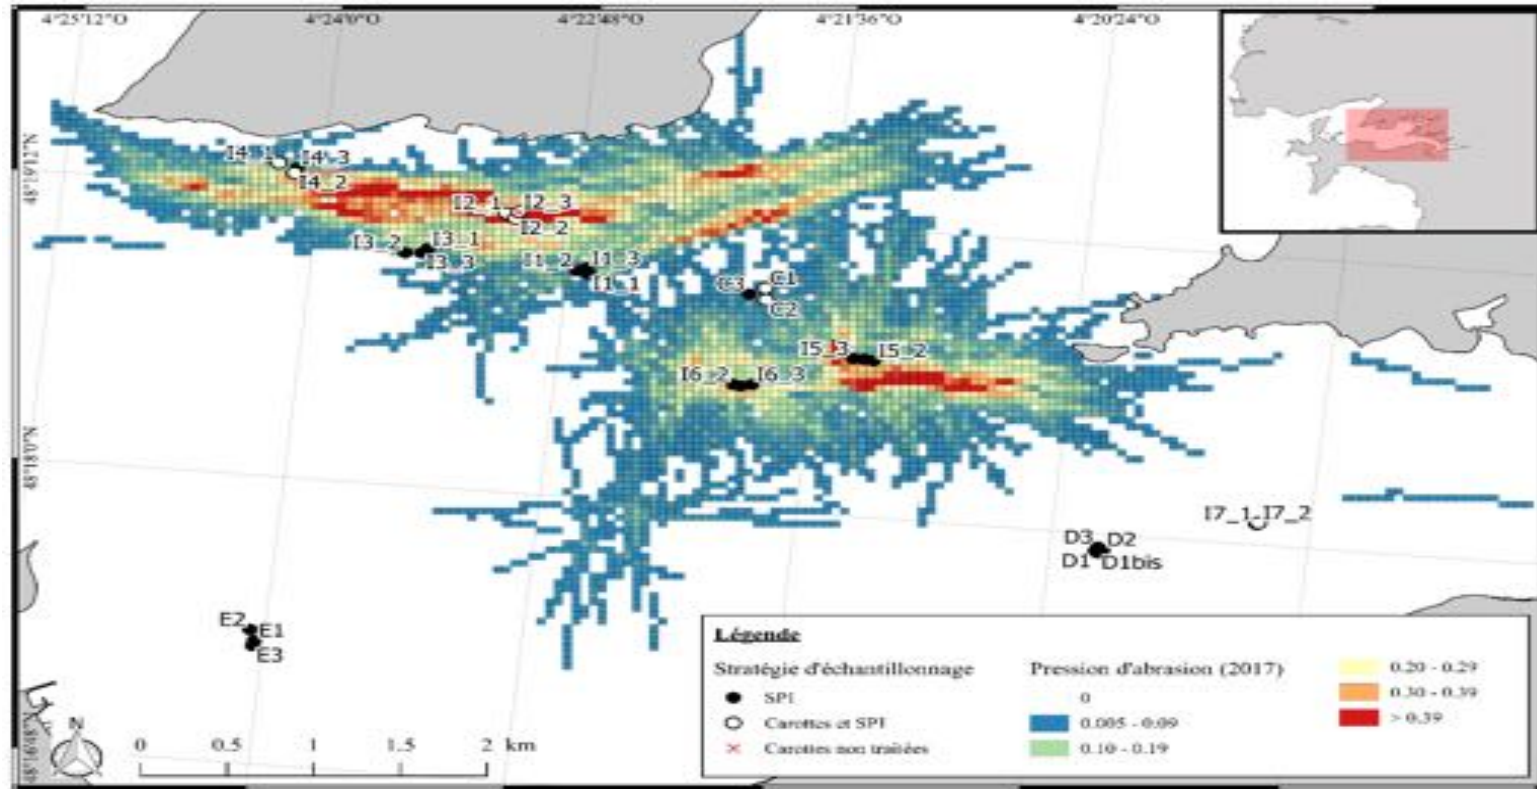 4°25'12"O 4°24'0"O 4°22'48"O 4°21'36"O 4°20'24"O
48°19'12"N
I4_1 I4_3
I4_2
I2_1 I2_3
I2_2
I3_2 I3_1
I3_3
I1_2 I1_3
I1_1
C3 C1
C2
I5_3 I5_2
I6_2 I6_3
48°18'0"N
I7_1 I7_2
D3 D2
D1 D1bis
E2 E1
E3
48°16'48"N
N
0 0.5 1 1.5 2 km
Légende
Stratégie d'échantillonnage
SPI
Carottes et SPI
Carottes non traitées
Pression d'abrasion (2017)
0
0.005 - 0.09
0.10 - 0.19
0.20 - 0.29
0.30 - 0.39
> 0.39